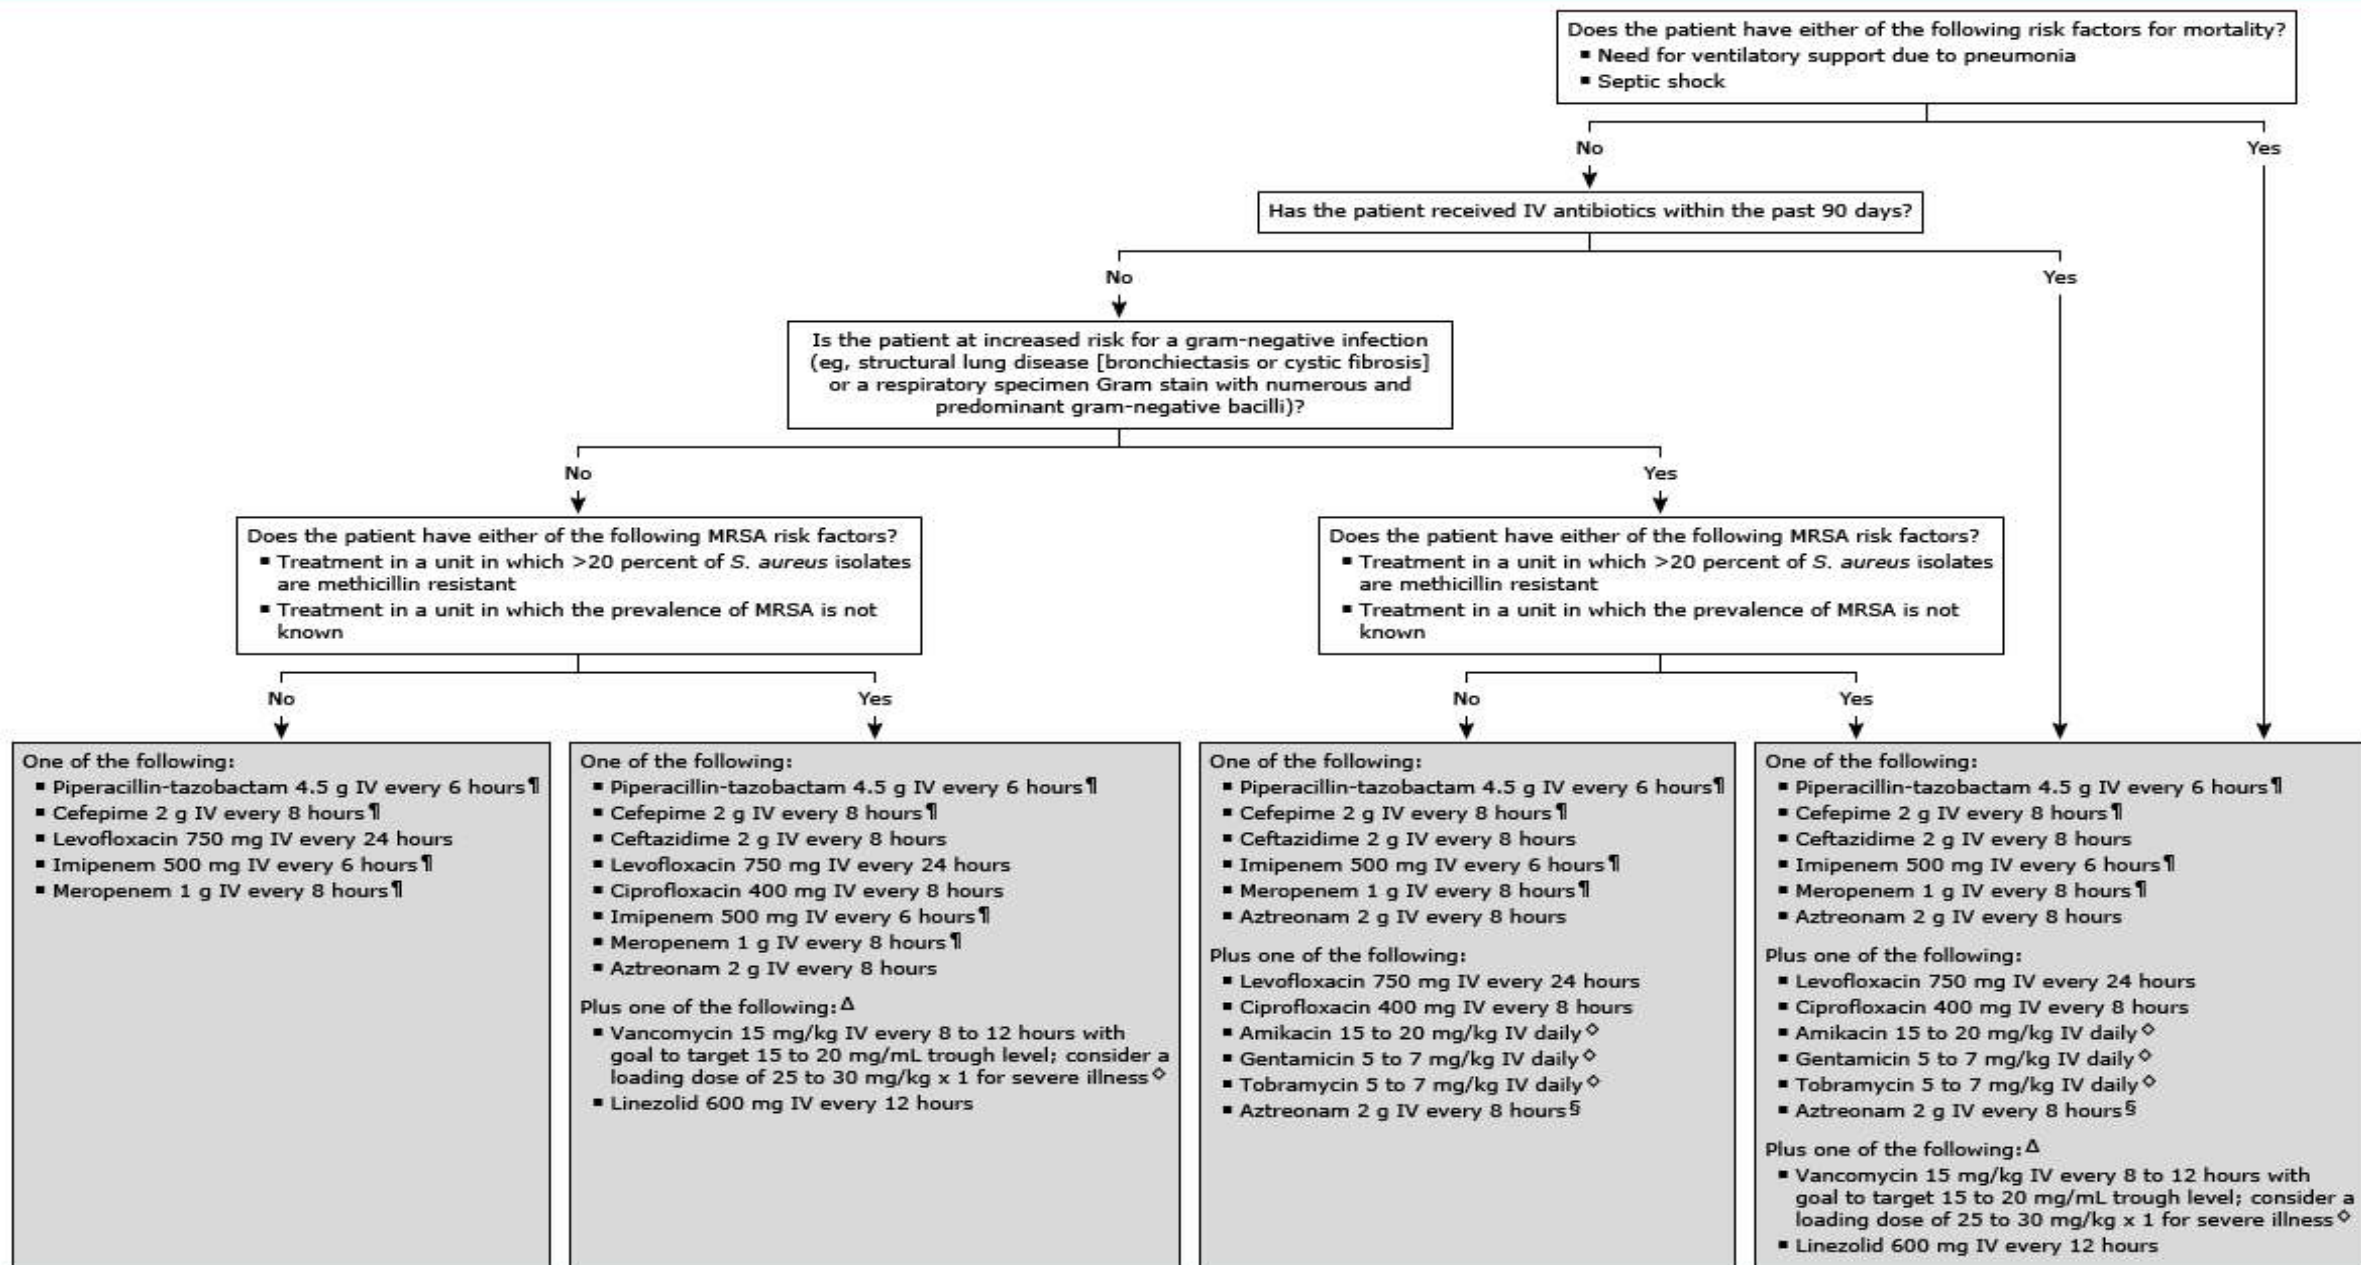 Does the patient have either of the following risk factors for mortality?
▪ Need for ventilatory support due to pneumonia
▪ Septic shock
No
Yes
Has the patient received IV antibiotics within the past 90 days?
No
Yes
Is the patient at increased risk for a gram-negative infection
(eg, structural lung disease [bronchiectasis or cystic fibrosis]
or a respiratory specimen Gram stain with numerous and
predominant gram-negative bacilli)?
No
Yes
Does the patient have either of the following MRSA risk factors?
▪ Treatment in a unit in which >20 percent of S. aureus isolates
are methicillin resistant
▪ Treatment in a unit in which the prevalence of MRSA is not
known
Does the patient have either of the following MRSA risk factors?
▪ Treatment in a unit in which >20 percent of S. aureus isolates
are methicillin resistant
▪ Treatment in a unit in which the prevalence of MRSA is not
known
No
Yes
No
Yes
One of the following:
▪ Piperacillin-tazobactam 4.5 g IV every 6 hours¶
▪ Cefepime 2 g IV every 8 hours¶
▪ Levofloxacin 750 mg IV every 24 hours
▪ Imipenem 500 mg IV every 6 hours¶
▪ Meropenem 1 g IV every 8 hours¶
One of the following:
▪ Piperacillin-tazobactam 4.5 g IV every 6 hours¶
▪ Cefepime 2 g IV every 8 hours¶
▪ Ceftazidime 2 g IV every 8 hours
▪ Levofloxacin 750 mg IV every 24 hours
▪ Ciprofloxacin 400 mg IV every 8 hours
▪ Imipenem 500 mg IV every 6 hours¶
▪ Meropenem 1 g IV every 8 hours¶
▪ Aztreonam 2 g IV every 8 hours
Plus one of the following:Δ
▪ Vancomycin 15 mg/kg IV every 8 to 12 hours with
goal to target 15 to 20 mg/mL trough level; consider a
loading dose of 25 to 30 mg/kg x 1 for severe illness◇
▪ Linezolid 600 mg IV every 12 hours
One of the following:
▪ Piperacillin-tazobactam 4.5 g IV every 6 hours¶
▪ Cefepime 2 g IV every 8 hours¶
▪ Ceftazidime 2 g IV every 8 hours
▪ Imipenem 500 mg IV every 6 hours¶
▪ Meropenem 1 g IV every 8 hours¶
▪ Aztreonam 2 g IV every 8 hours
Plus one of the following:
▪ Levofloxacin 750 mg IV every 24 hours
▪ Ciprofloxacin 400 mg IV every 8 hours
▪ Amikacin 15 to 20 mg/kg IV daily◇
▪ Gentamicin 5 to 7 mg/kg IV daily◇
▪ Tobramycin 5 to 7 mg/kg IV daily◇
▪ Aztreonam 2 g IV every 8 hours§
One of the following:
▪ Piperacillin-tazobactam 4.5 g IV every 6 hours¶
▪ Cefepime 2 g IV every 8 hours¶
▪ Ceftazidime 2 g IV every 8 hours
▪ Imipenem 500 mg IV every 6 hours¶
▪ Meropenem 1 g IV every 8 hours¶
▪ Aztreonam 2 g IV every 8 hours
Plus one of the following:
▪ Levofloxacin 750 mg IV every 24 hours
▪ Ciprofloxacin 400 mg IV every 8 hours
▪ Amikacin 15 to 20 mg/kg IV daily◇
▪ Gentamicin 5 to 7 mg/kg IV daily◇
▪ Tobramycin 5 to 7 mg/kg IV daily◇
▪ Aztreonam 2 g IV every 8 hours§
Plus one of the following:Δ
▪ Vancomycin 15 mg/kg IV every 8 to 12 hours with
goal to target 15 to 20 mg/mL trough level; consider a
loading dose of 25 to 30 mg/kg x 1 for severe illness◇
▪ Linezolid 600 mg IV every 12 hours